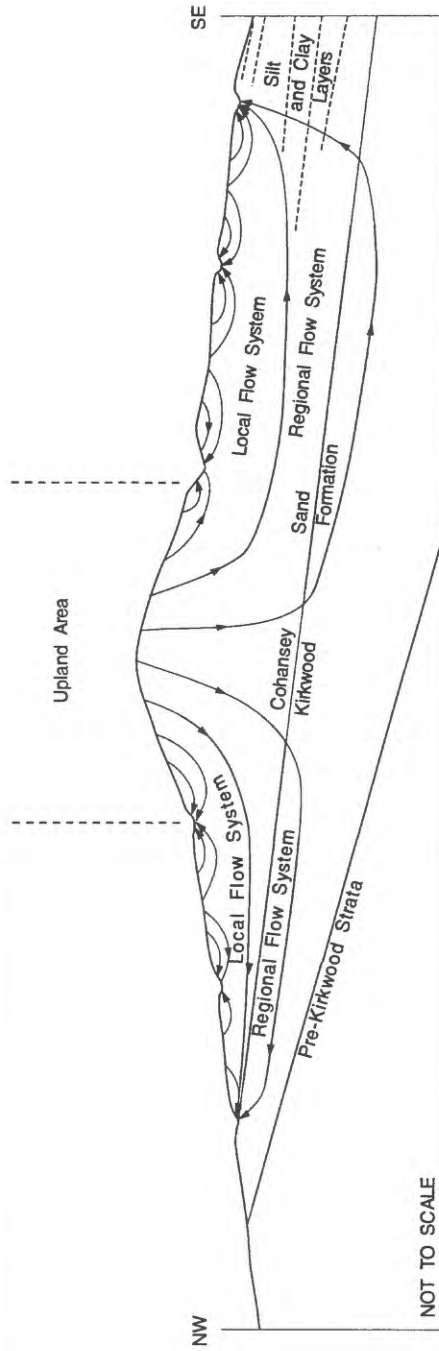 NW
SE
Upland Area
Local Flow System
Regional Flow System
Local Flow System
Regional Flow System
Silt
and Clay
Layers
Cohansey Sand
Kirkwood Formation
Pre-Kirkwood Strata
NOT TO SCALE